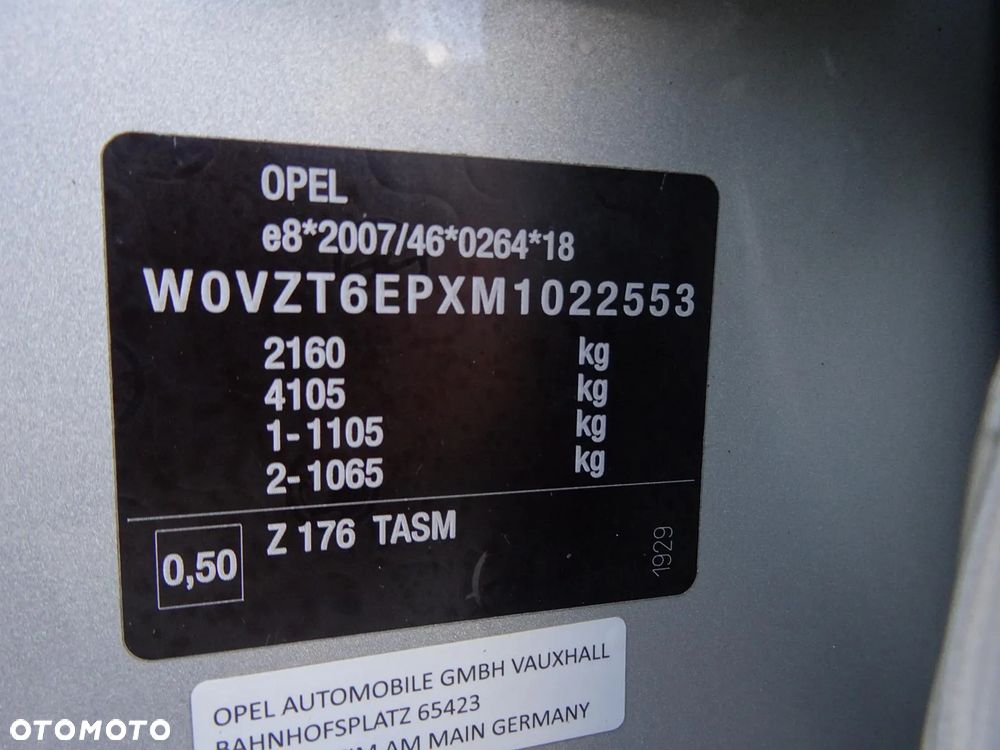 OPEL
e8*2007/46*0264*18
W0VZT6EPXM1022553
2160 kg
4105 kg
1-1105 kg
2-1065 kg
0,50
Z 176 TASM
1929
OPEL AUTOMOBILE GMBH VAUXHALL
BAHNHOFSPLATZ 65423
AM MAIN GERMANY
OTOMOTO